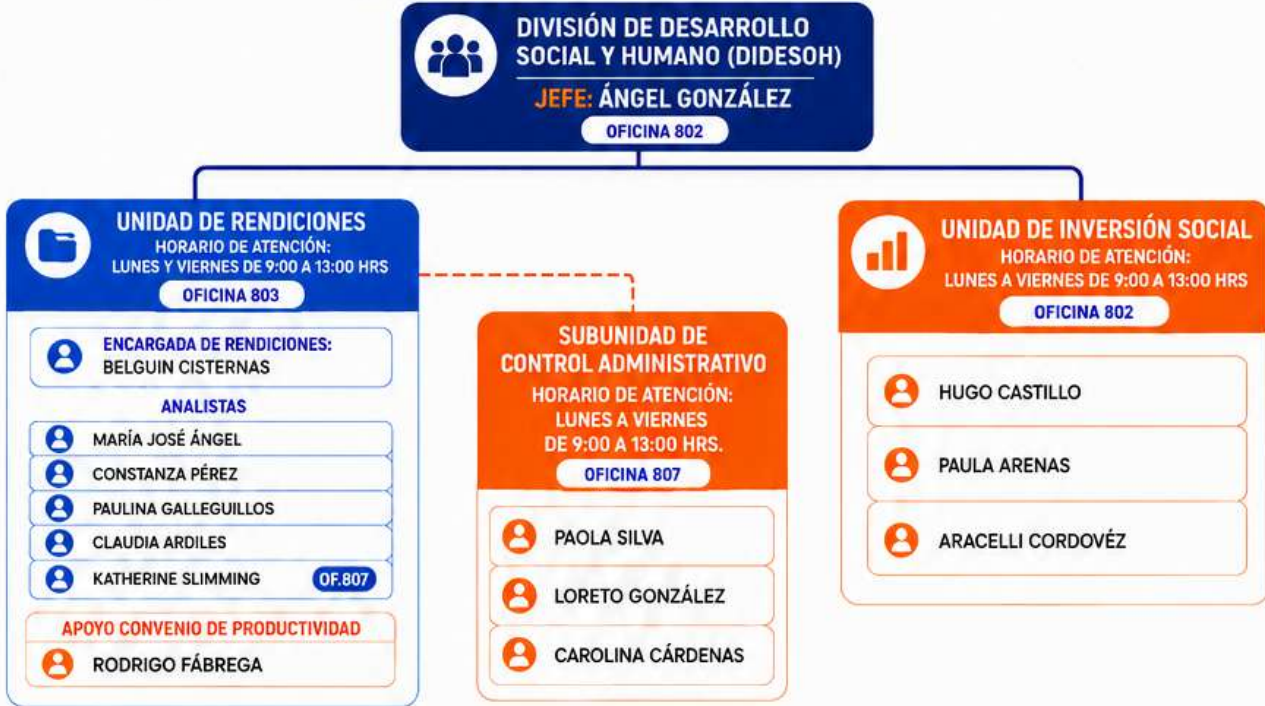 DIVISIÓN DE DESARROLLO
SOCIAL Y HUMANO (DIDESOH)
JEFE: ÁNGEL GONZÁLEZ
OFICINA 802
UNIDAD DE RENDICIONES
HORARIO DE ATENCIÓN:
LUNES Y VIERNES DE 9:00 A 13:00 HRS
OFICINA 803
ENCARGADA DE RENDICIONES:
BELGUIN CISTERNAS
ANALISTAS
MARÍA JOSÉ ÁNGEL
CONSTANZA PÉREZ
PAULINA GALLEGUILLOS
CLAUDIA ARDILES
KATHERINE SLIMMING OF.807
APOYO CONVENIO DE PRODUCTIVIDAD
RODRIGO FÁBREGA
SUBUNIDAD DE
CONTROL ADMINISTRATIVO
HORARIO DE ATENCIÓN:
LUNES A VIERNES
DE 9:00 A 13:00 HRS.
OFICINA 807
PAOLA SILVA
LORETO GONZÁLEZ
CAROLINA CÁRDENAS
UNIDAD DE INVERSIÓN SOCIAL
HORARIO DE ATENCIÓN:
LUNES A VIERNES DE 9:00 A 13:00 HRS
OFICINA 802
HUGO CASTILLO
PAULA ARENAS
ARACELLI CORDOVÉZ